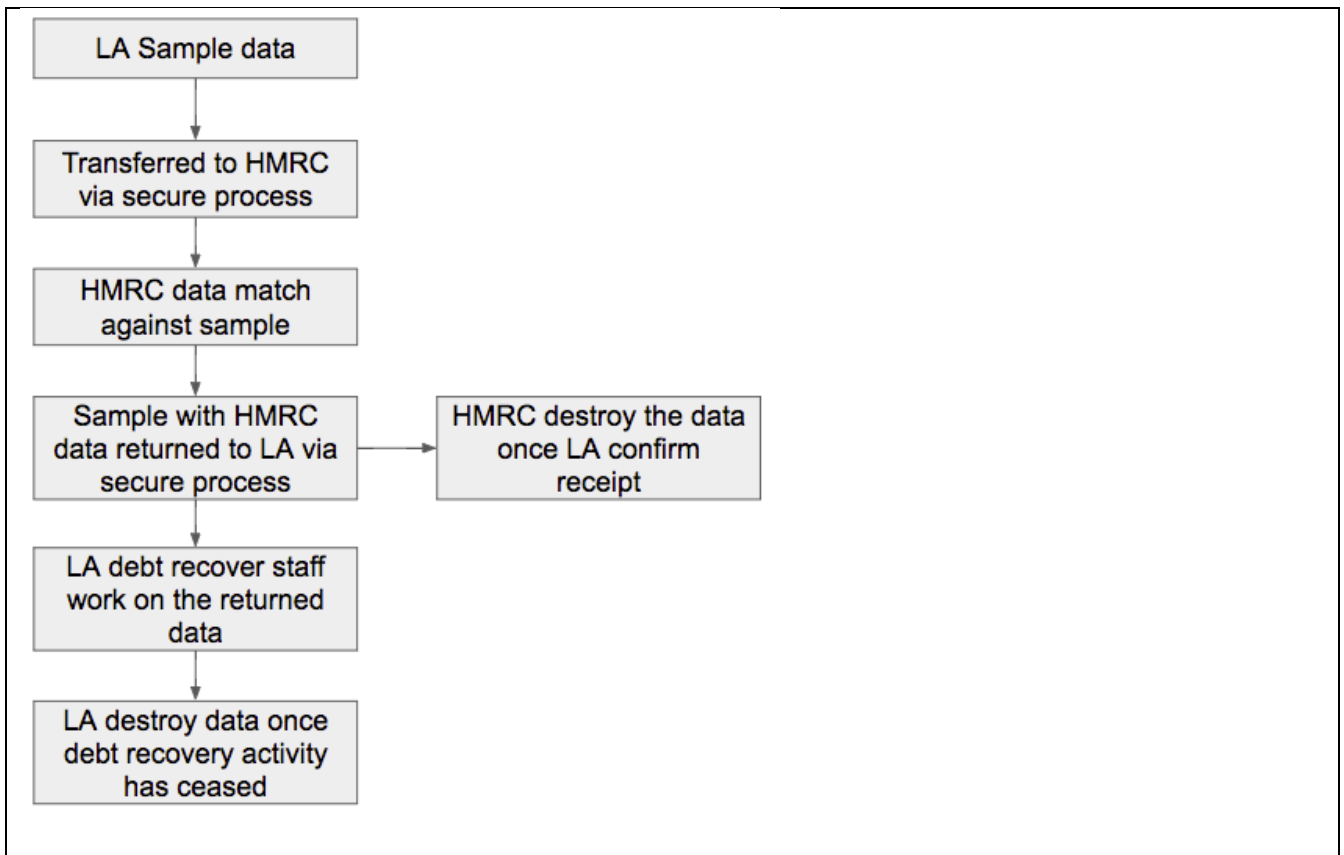 LA Sample data
Transferred to HMRC
via secure process
HMRC data match
against sample
Sample with HMRC
data returned to LA via
secure process
HMRC destroy the data
once LA confirm
receipt
LA debt recover staff
work on the returned
data
LA destroy data once
debt recovery activity
has ceased